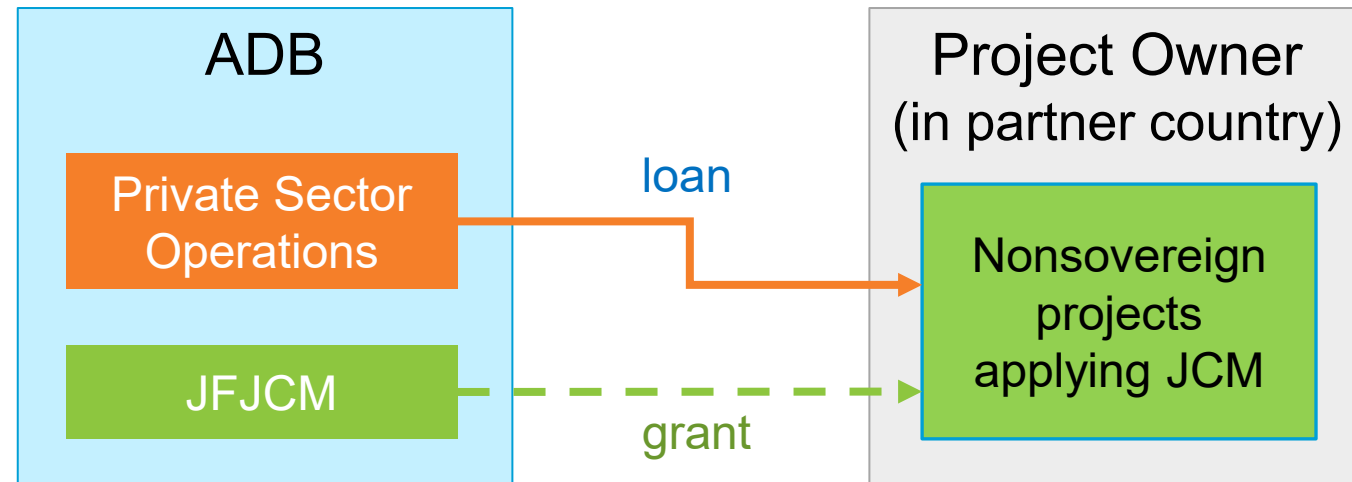 ADB
Private Sector
Operations
JFJCM
loan
grant
Project Owner
(in partner country)
Nonsovereign
projects
applying JCM